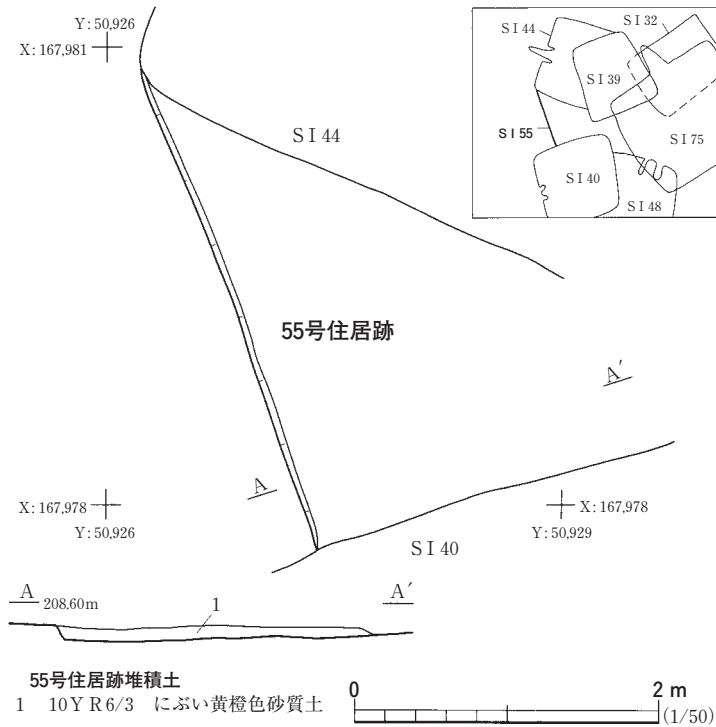 Y: 50,926
X: 167,981
S I 44
S I 32
S I 39
S I 55
S I 75
S I 40
S I 48
S I 44
55号住居跡
A′
A
X: 167,978
Y: 50,926
X: 167,978
Y: 50,929
S I 40
A 208.60m
1
A′
55号住居跡堆積土
1 10Y R 6/3 にぶい黄橙色砂質土
0 2 m
(1/50)